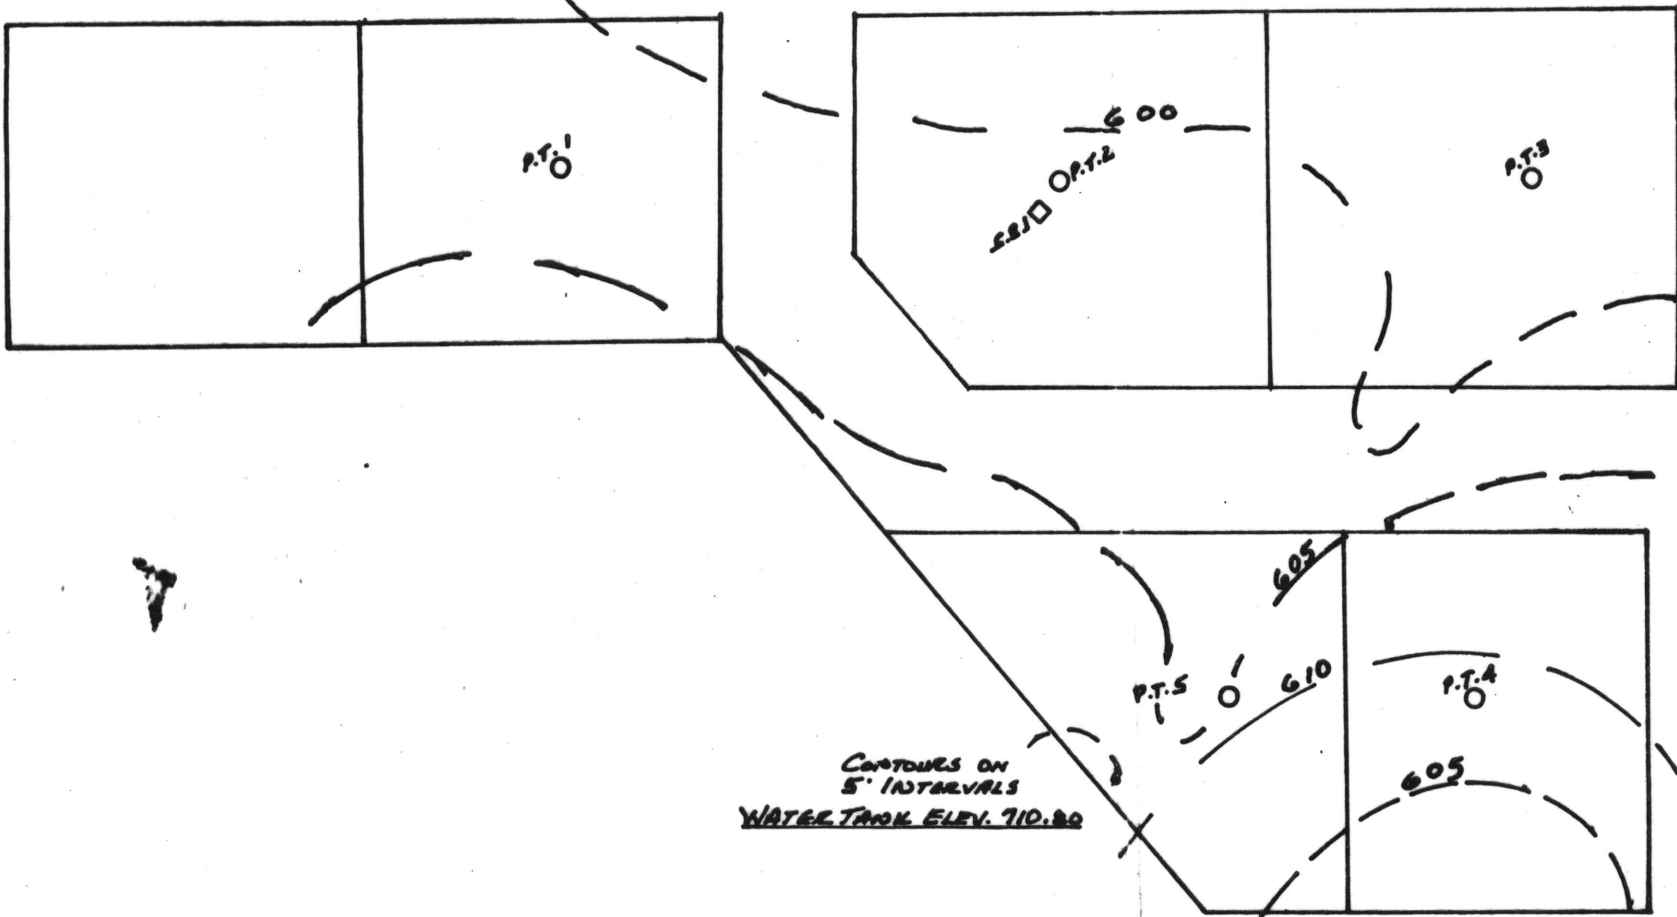 600
P.T.1
P.T.2
P.T.3
S.B.1
605
610
P.T.5
P.T.4
CONTOURS ON
5' INTERVALS
605
WATER TANK ELEV. 710.80